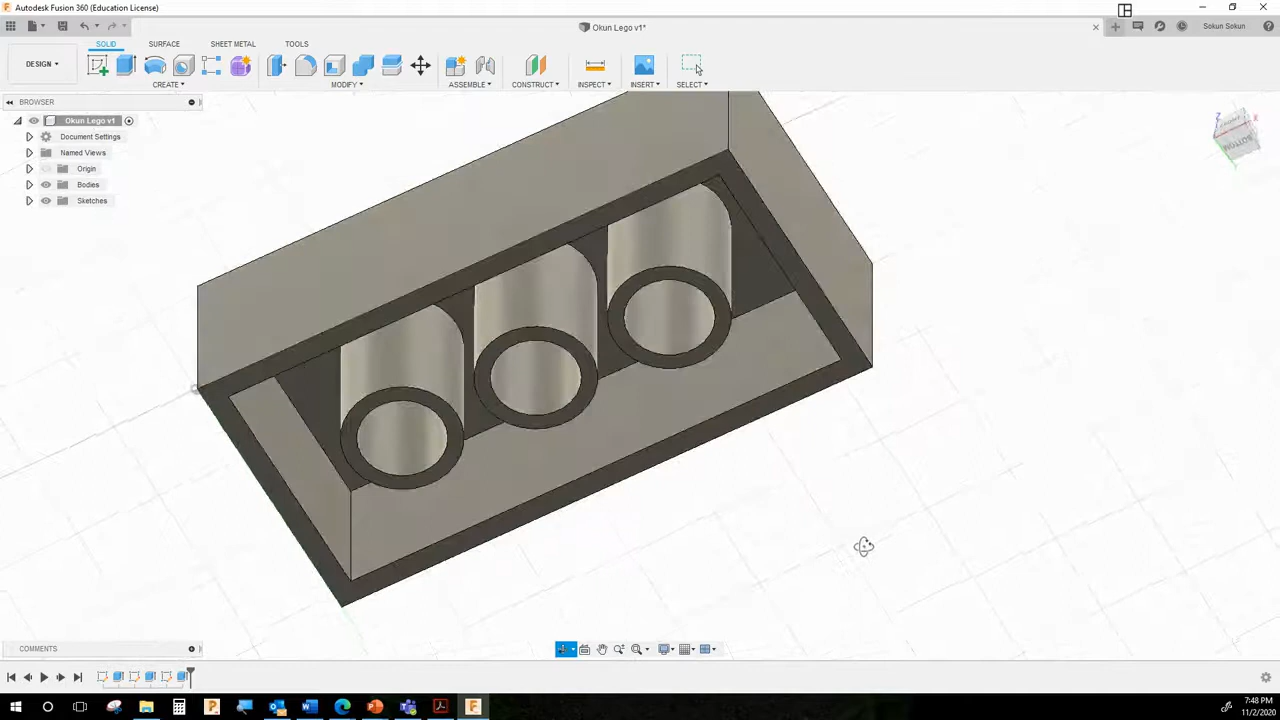 Autodesk Fusion 360 (Education License)
Okun Lego v1*
Sokun Sokun
SOLID SURFACE SHEET METAL TOOLS
DESIGN
CREATE MODIFY ASSEMBLE CONSTRUCT INSPECT INSERT SELECT
BROWSER
Okun Lego v1
Document Settings
Named Views
Origin
Bodies
Sketches
Z
X
BOTTOM
COMMENTS
7:48 PM
11/2/2020